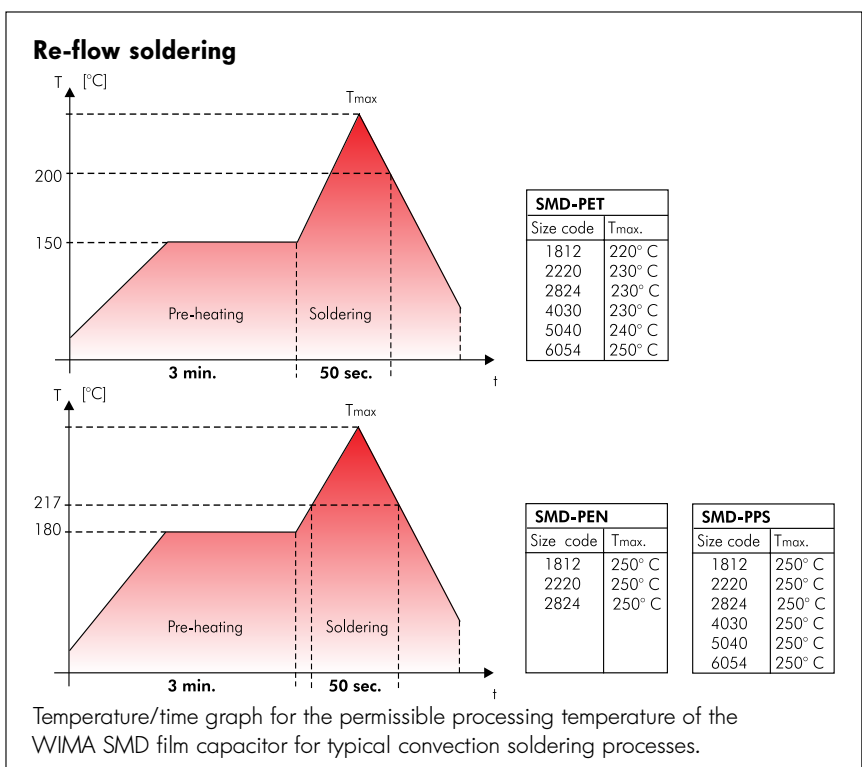 Re-flow soldering
T [°C]
Tmax
200
150
Pre-heating Soldering
3 min. 50 sec. t
SMD-PET
Size code Tmax.
1812 220° C
2220 230° C
2824 230° C
4030 230° C
5040 240° C
6054 250° C
T [°C]
Tmax
217
180
Pre-heating Soldering
3 min. 50 sec. t
SMD-PEN
Size code Tmax.
1812 250° C
2220 250° C
2824 250° C
SMD-PPS
Size code Tmax.
1812 250° C
2220 250° C
2824 250° C
4030 250° C
5040 250° C
6054 250° C
Temperature/time graph for the permissible processing temperature of the
WIMA SMD film capacitor for typical convection soldering processes.